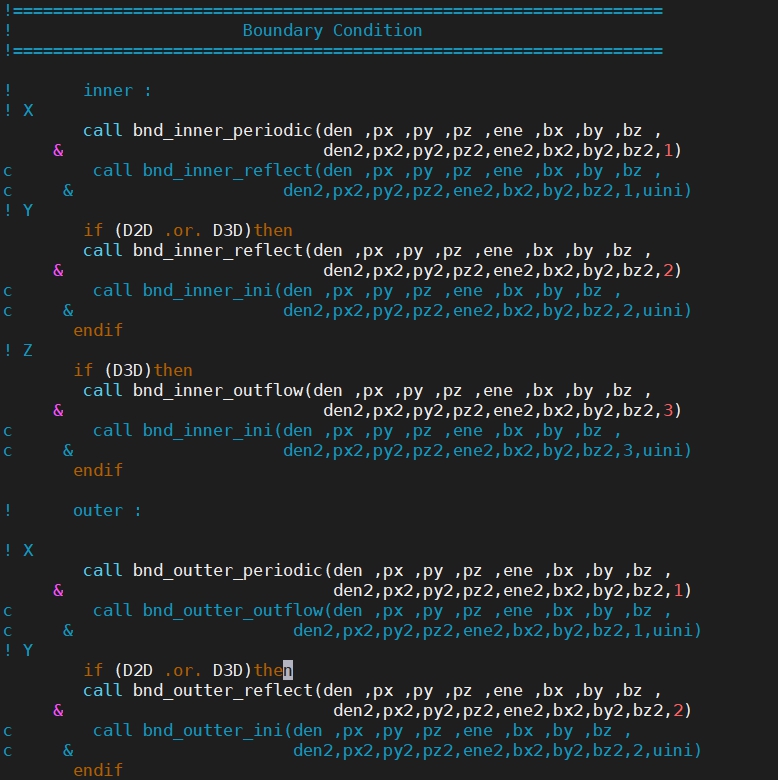 !=================================================================
!                       Boundary Condition
!=================================================================
!       inner :
! X
        call bnd_inner_periodic(den ,px ,py ,pz ,ene ,bx ,by ,bz ,
     &                          den2,px2,py2,pz2,ene2,bx2,by2,bz2,1)
c        call bnd_inner_reflect(den ,px ,py ,pz ,ene ,bx ,by ,bz ,
c     &                     den2,px2,py2,pz2,ene2,bx2,by2,bz2,1,uini)
! Y
        if (D2D .or. D3D)then
        call bnd_inner_reflect(den ,px ,py ,pz ,ene ,bx ,by ,bz ,
     &                          den2,px2,py2,pz2,ene2,bx2,by2,bz2,2)
c        call bnd_inner_ini(den ,px ,py ,pz ,ene ,bx ,by ,bz ,
c     &                     den2,px2,py2,pz2,ene2,bx2,by2,bz2,2,uini)
       endif
! Z
       if (D3D)then
        call bnd_inner_outflow(den ,px ,py ,pz ,ene ,bx ,by ,bz ,
     &                          den2,px2,py2,pz2,ene2,bx2,by2,bz2,3)
c        call bnd_inner_ini(den ,px ,py ,pz ,ene ,bx ,by ,bz ,
c     &                     den2,px2,py2,pz2,ene2,bx2,by2,bz2,3,uini)
       endif
!      outer :
! X
        call bnd_outter_periodic(den ,px ,py ,pz ,ene ,bx ,by ,bz ,
     &                           den2,px2,py2,pz2,ene2,bx2,by2,bz2,1)
c        call bnd_outter_outflow(den ,px ,py ,pz ,ene ,bx ,by ,bz ,
c     &                      den2,px2,py2,pz2,ene2,bx2,by2,bz2,1,uini)
! Y
        if (D2D .or. D3D)then
        call bnd_outter_reflect(den ,px ,py ,pz ,ene ,bx ,by ,bz ,
     &                           den2,px2,py2,pz2,ene2,bx2,by2,bz2,2)
c        call bnd_outter_ini(den ,px ,py ,pz ,ene ,bx ,by ,bz ,
c     &                      den2,px2,py2,pz2,ene2,bx2,by2,bz2,2,uini)
       endif